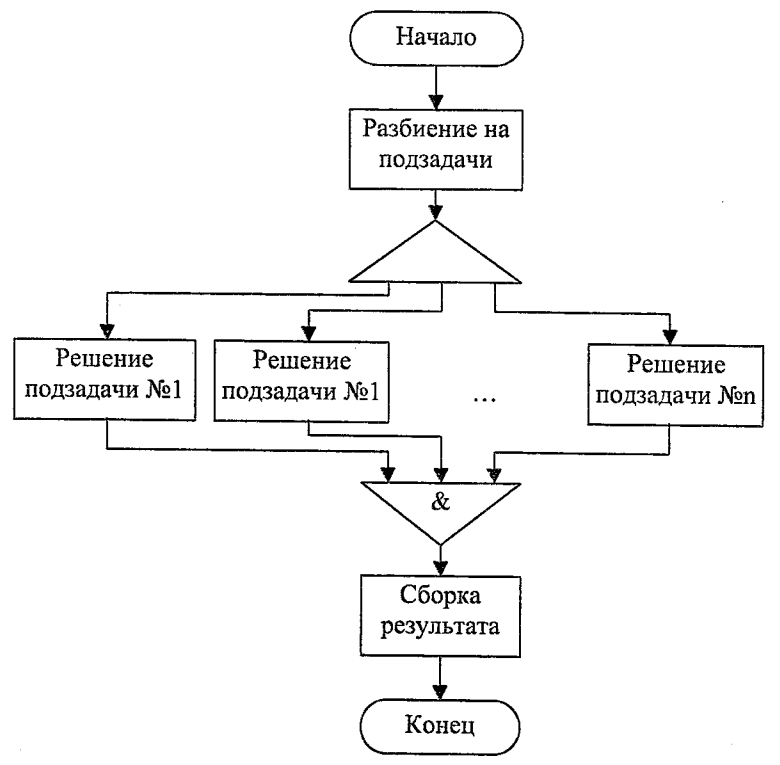 Начало
Разбиение на
подзадачи
Решение
подзадачи №1
Решение
подзадачи №1
...
Решение
подзадачи №n
&
Сборка
результата
Конец